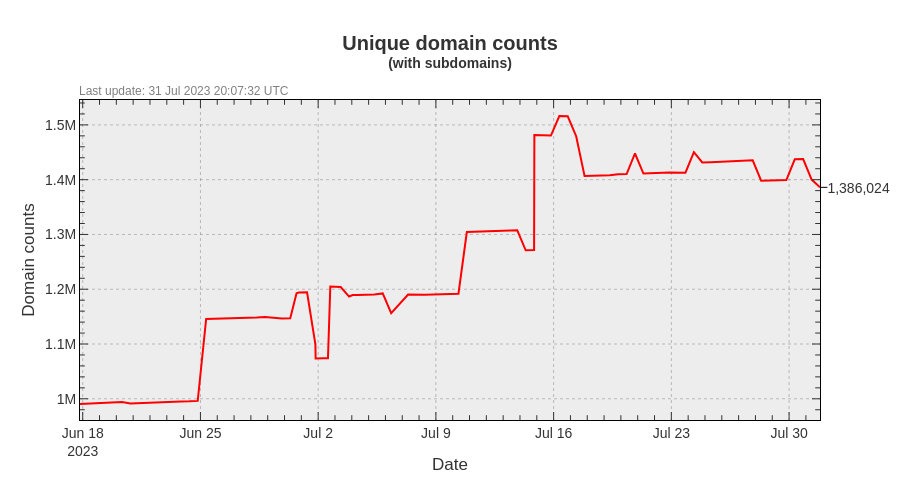 Unique domain counts
(with subdomains)
Last update: 31 Jul 2023 20:07:32 UTC
1.5M
1.4M
1.3M
1.2M
1.1M
1M
1,386,024
Domain counts
Jun 18
2023
Jun 25
Jul 2
Jul 9
Jul 16
Jul 23
Jul 30
Date